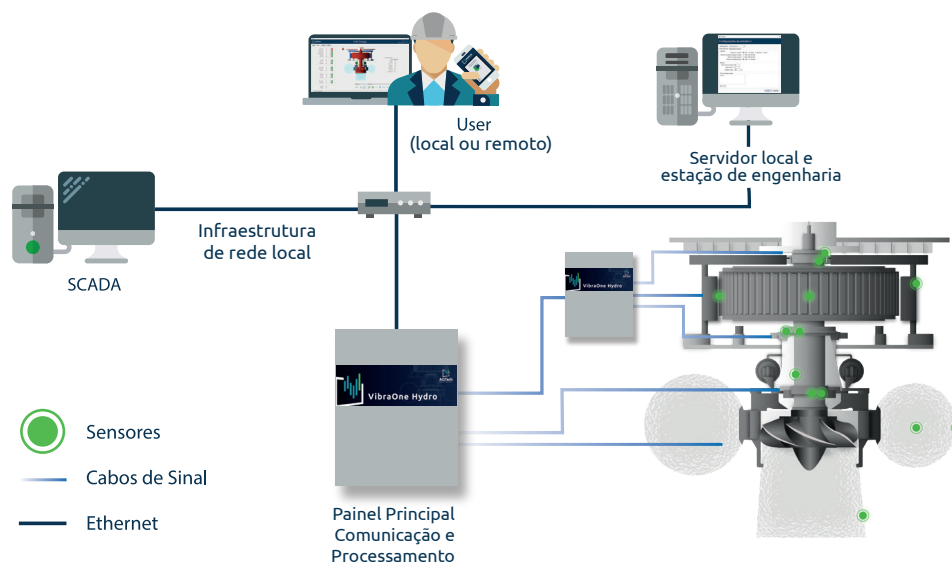 User
(local ou remoto)
Servidor local e
estação de engenharia
Infraestrutura
de rede local
SCADA
VibraOne Hydro
AQTech
VibraOne Hydro
Sensores
Cabos de Sinal
Ethernet
Painel Principal
Comunicação e
Processamento